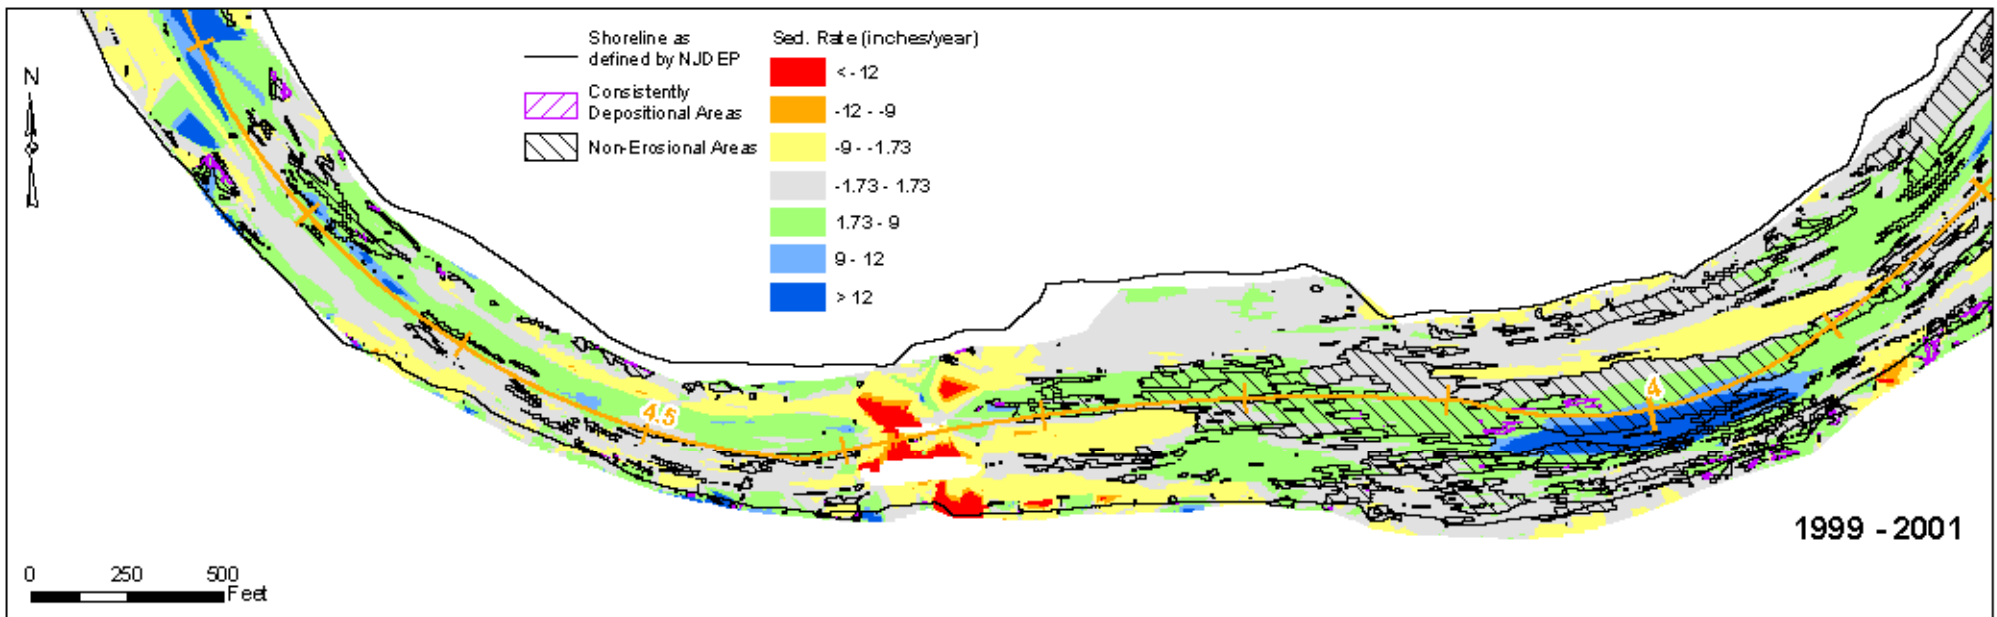 N
Shoreline as
defined by NJDEP
Consistently
Depositional Areas
Non-Erosional Areas
Sed. Rate (inches/year)
< -12
-12 - -9
-9 - -1.73
-1.73 - 1.73
1.73 - 9
9 - 12
> 12
4.5
4
1999 - 2001
0 250 500
Feet